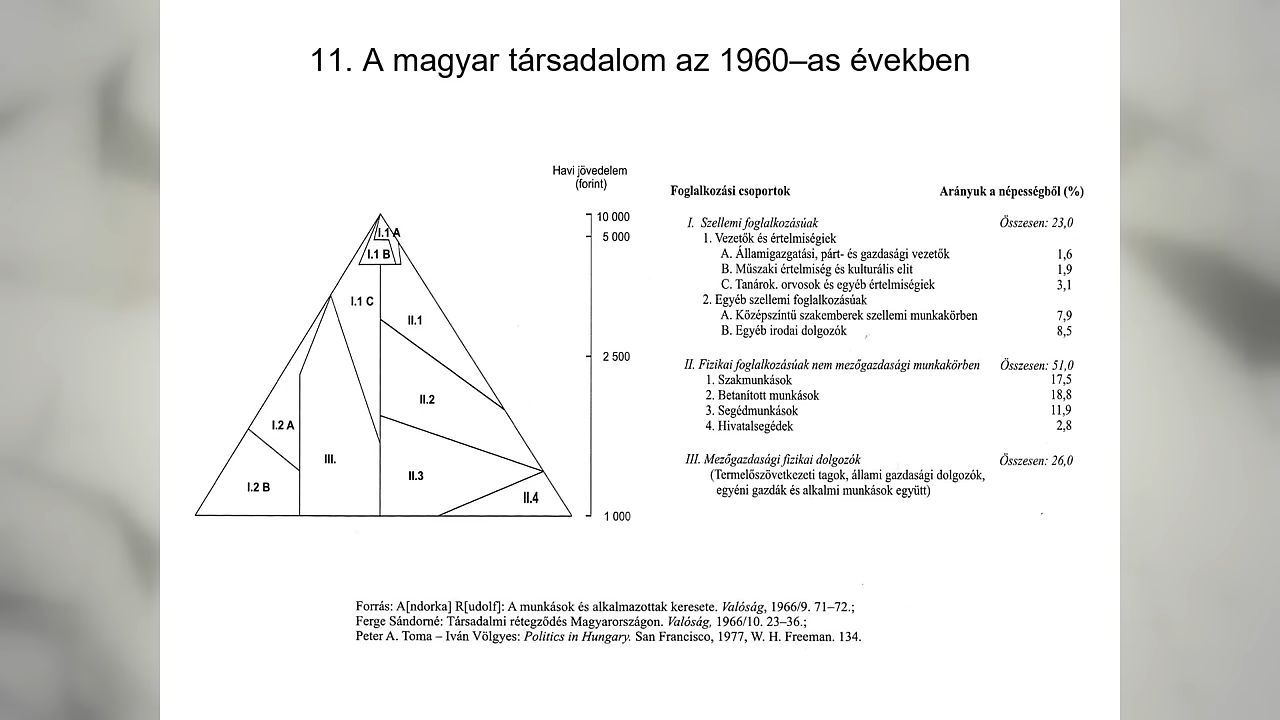 11. A magyar társadalom az 1960–as években
Havi jövedelem
(forint)
10 000
5 000
2 500
1 000
I.1 A
I.1 B
I.1 C
II.1
II.2
I.2 A
III.
II.3
I.2 B
II.4
Foglalkozási csoportok Arányuk a népességből (%)
I. Szellemi foglalkozásúak Összesen: 23,0
1. Vezetők és értelmiségiek
A. Államigazgatási, párt- és gazdasági vezetők 1,6
B. Műszaki értelmiség és kulturális elit 1,9
C. Tanárok. orvosok és egyéb értelmiségiek 3,1
2. Egyéb szellemi foglalkozásúak
A. Középszintű szakemberek szellemi munkakörben 7,9
B. Egyéb irodai dolgozók 8,5
II. Fizikai foglalkozásúak nem mezőgazdasági munkakörben Összesen: 51,0
1. Szakmunkások 17,5
2. Betanított munkások 18,8
3. Segédmunkások 11,9
4. Hivatalsegédek 2,8
III. Mezőgazdasági fizikai dolgozók Összesen: 26,0
(Termelőszövetkezeti tagok, állami gazdasági dolgozók,
egyéni gazdák és alkalmi munkások együtt)
Forrás: A[ndorka] R[udolf]: A munkások és alkalmazottak keresete. Valóság, 1966/9. 71–72.;
Ferge Sándorné: Társadalmi rétegződés Magyarországon. Valóság, 1966/10. 23–36.;
Peter A. Toma – Iván Völgyes: Politics in Hungary. San Francisco, 1977, W. H. Freeman. 134.